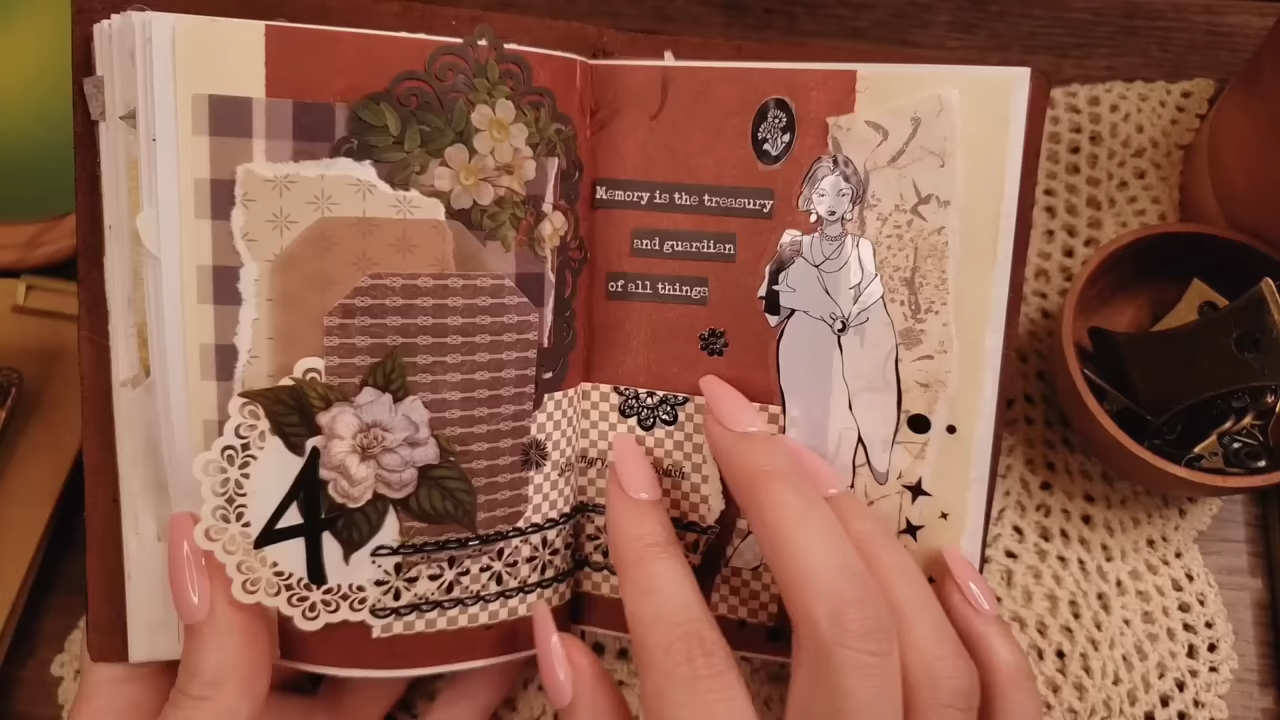 Memory is the treasury
and guardian
of all things
4